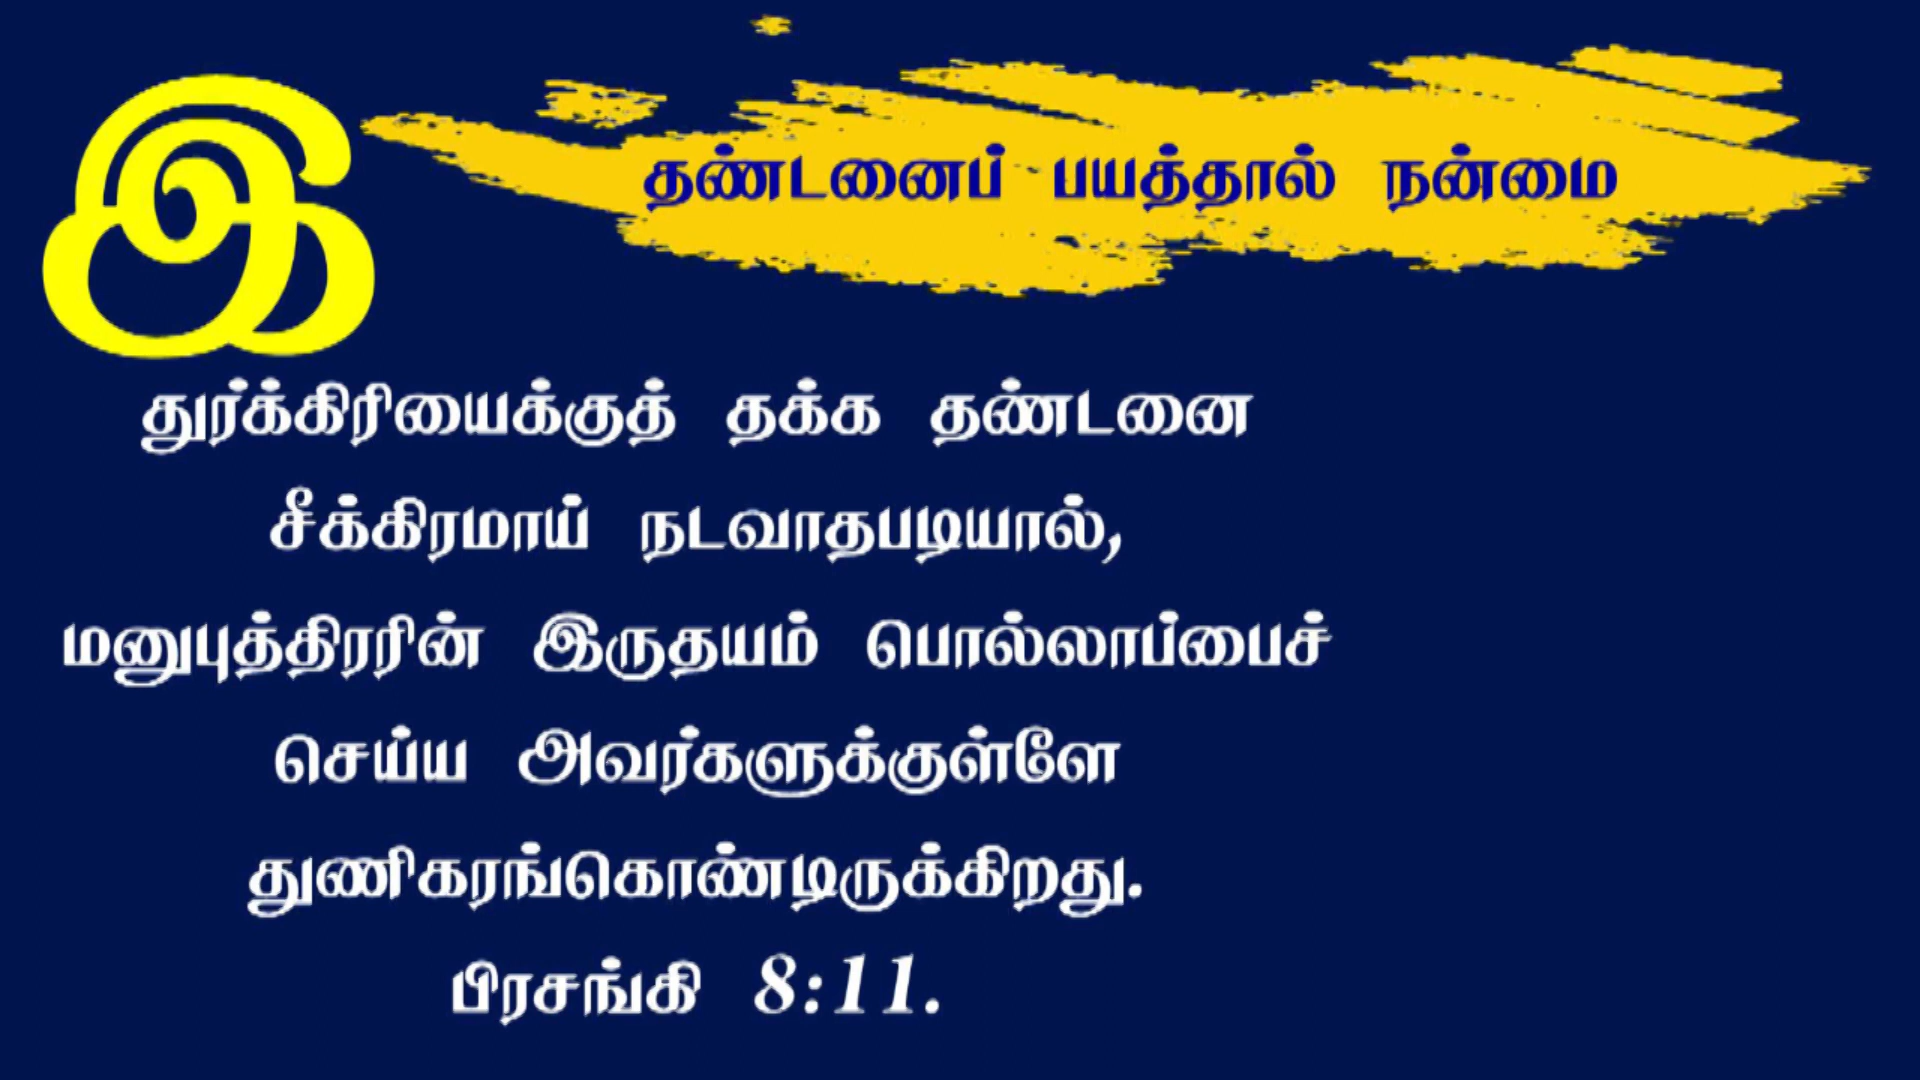 இ
தண்டனைப் பயத்தால் நன்மை
துர்க்கிரியைக்குத் தக்க தண்டனை
சீக்கிரமாய் நடவாதபடியால்,
மனுபுத்திரரின் இருதயம் பொல்லாப்பைச்
செய்ய அவர்களுக்குள்ளே
துணிகரங்கொண்டிருக்கிறது.
பிரசங்கி 8:11.